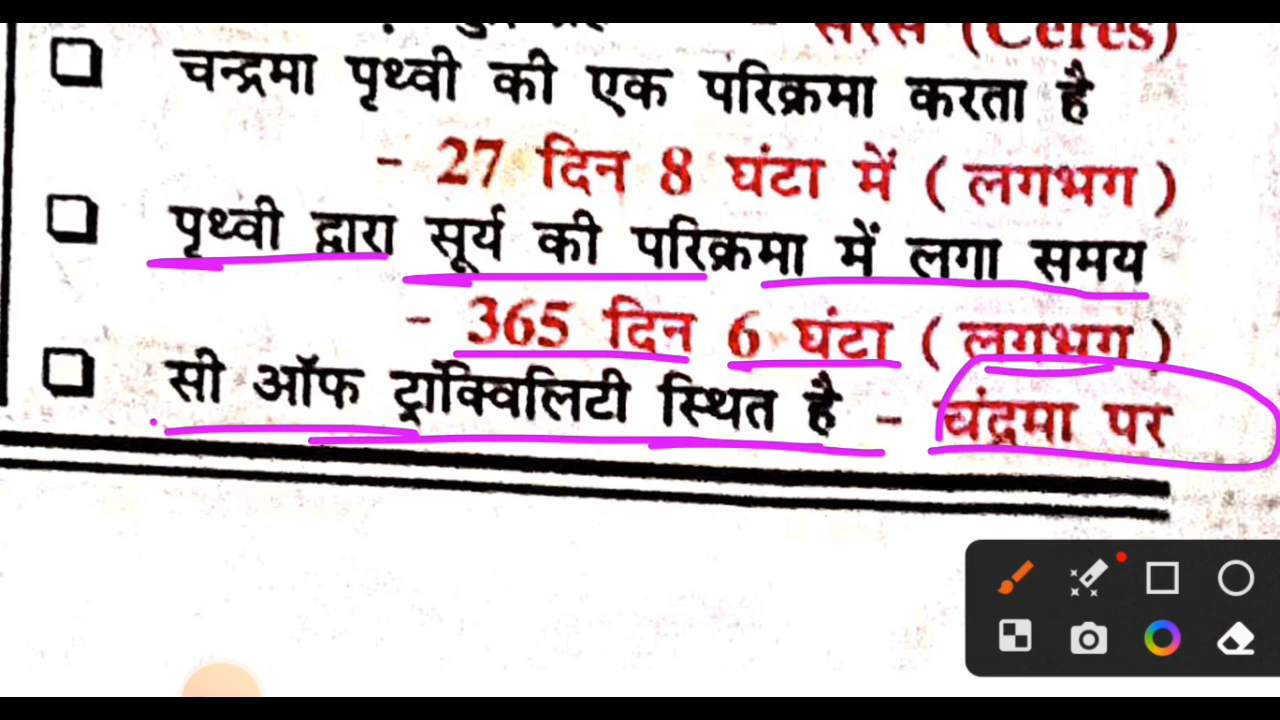 सेरेस (Ceres)
❑ चन्द्रमा पृथ्वी की एक परिक्रमा करता है
- 27 दिन 8 घंटा में ( लगभग )
❑ पृथ्वी द्वारा सूर्य की परिक्रमा में लगा समय
- 365 दिन 6 घंटा ( लगभग )
❑ सी ऑफ ट्रांक्विलिटी स्थित है - चंद्रमा पर